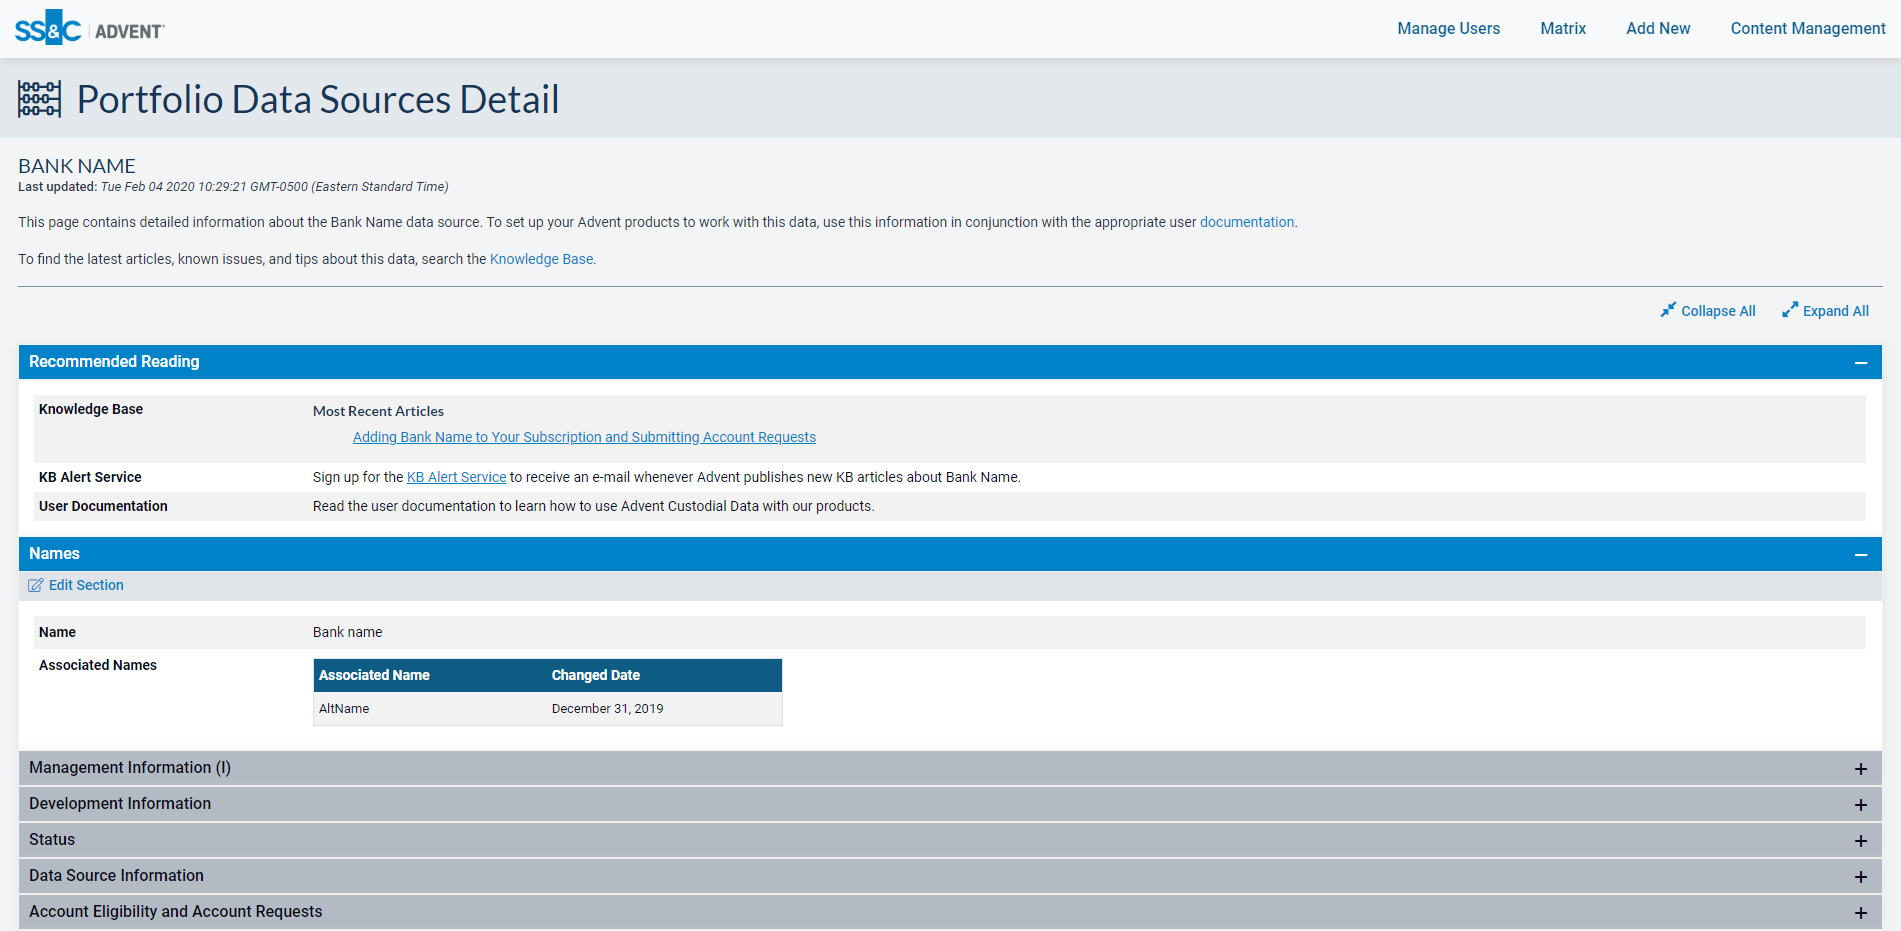 SS&C | ADVENT
Manage Users
Matrix
Add New
Content Management
Portfolio Data Sources Detail
BANK NAME
Last updated: Tue Feb 04 2020 10:29:21 GMT-0500 (Eastern Standard Time)
This page contains detailed information about the Bank Name data source. To set up your Advent products to work with this data, use this information in conjunction with the appropriate user documentation.
To find the latest articles, known issues, and tips about this data, search the Knowledge Base.
Collapse All
Expand All
Recommended Reading
Knowledge Base
Most Recent Articles
Adding Bank Name to Your Subscription and Submitting Account Requests
KB Alert Service
Sign up for the KB Alert Service to receive an e-mail whenever Advent publishes new KB articles about Bank Name.
User Documentation
Read the user documentation to learn how to use Advent Custodial Data with our products.
Names
Edit Section
Name
Bank name
Associated Names
Associated Name
Changed Date
AltName
December 31, 2019
Management Information (I)
Development Information
Status
Data Source Information
Account Eligibility and Account Requests